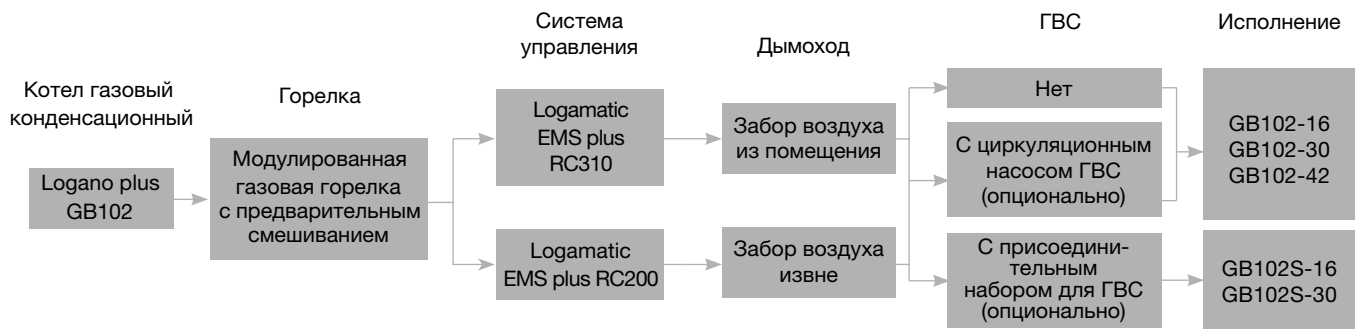 Котел газовый
конденсационный
Logano plus
GB102
Горелка
Модулированная
газовая горелка
с предварительным
смешиванием
Система
управления
Logamatic
EMS plus
RC310
Logamatic
EMS plus RC200
Дымоход
Забор воздуха
из помещения
Забор воздуха
извне
ГВС
Нет
С циркуляционным
насосом ГВС
(опционально)
С присоедини-
тельным
набором для ГВС
(опционально)
Исполнение
GB102-16
GB102-30
GB102-42
GB102S-16
GB102S-30